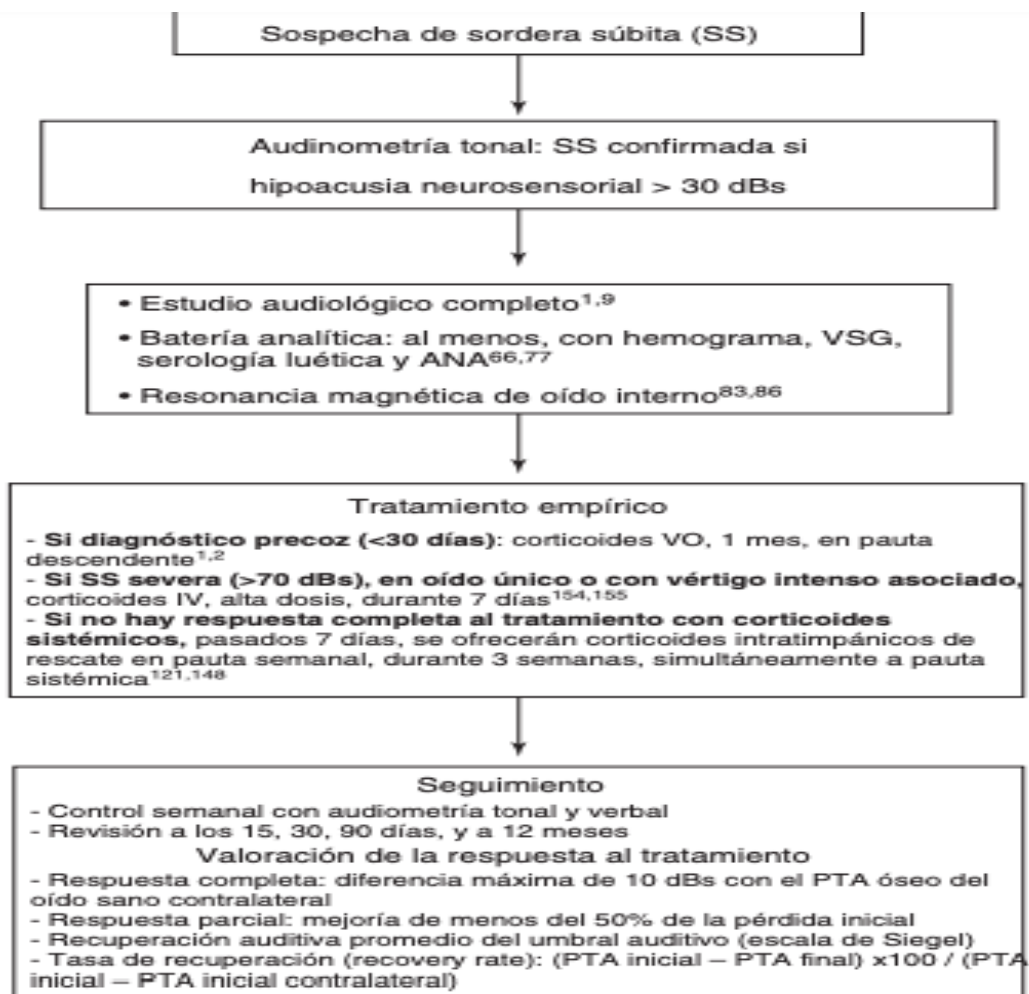 Sospecha de sordera súbita (SS)
Audinometría tonal: SS confirmada si
hipoacusia neurosensorial > 30 dBs
• Estudio audiológico completo1,9
• Batería analítica: al menos, con hemograma, VSG,
serología luética y ANA66,77
• Resonancia magnética de oído interno83,86
Tratamiento empírico
- Si diagnóstico precoz (<30 días): corticoides VO, 1 mes, en pauta
descendente1,2
- Si SS severa (>70 dBs), en oído único o con vértigo intenso asociado,
corticoides IV, alta dosis, durante 7 días154,155
- Si no hay respuesta completa al tratamiento con corticoides
sistémicos, pasados 7 días, se ofrecerán corticoides intratimpánicos de
rescate en pauta semanal, durante 3 semanas, simultáneamente a pauta
sistémica121,148
Seguimiento
- Control semanal con audiometría tonal y verbal
- Revisión a los 15, 30, 90 días, y a 12 meses
Valoración de la respuesta al tratamiento
- Respuesta completa: diferencia máxima de 10 dBs con el PTA óseo del
oído sano contralateral
- Respuesta parcial: mejoría de menos del 50% de la pérdida inicial
- Recuperación auditiva promedio del umbral auditivo (escala de Siegel)
- Tasa de recuperación (recovery rate): (PTA inicial – PTA final) x100 / (PTA
inicial – PTA inicial contralateral)